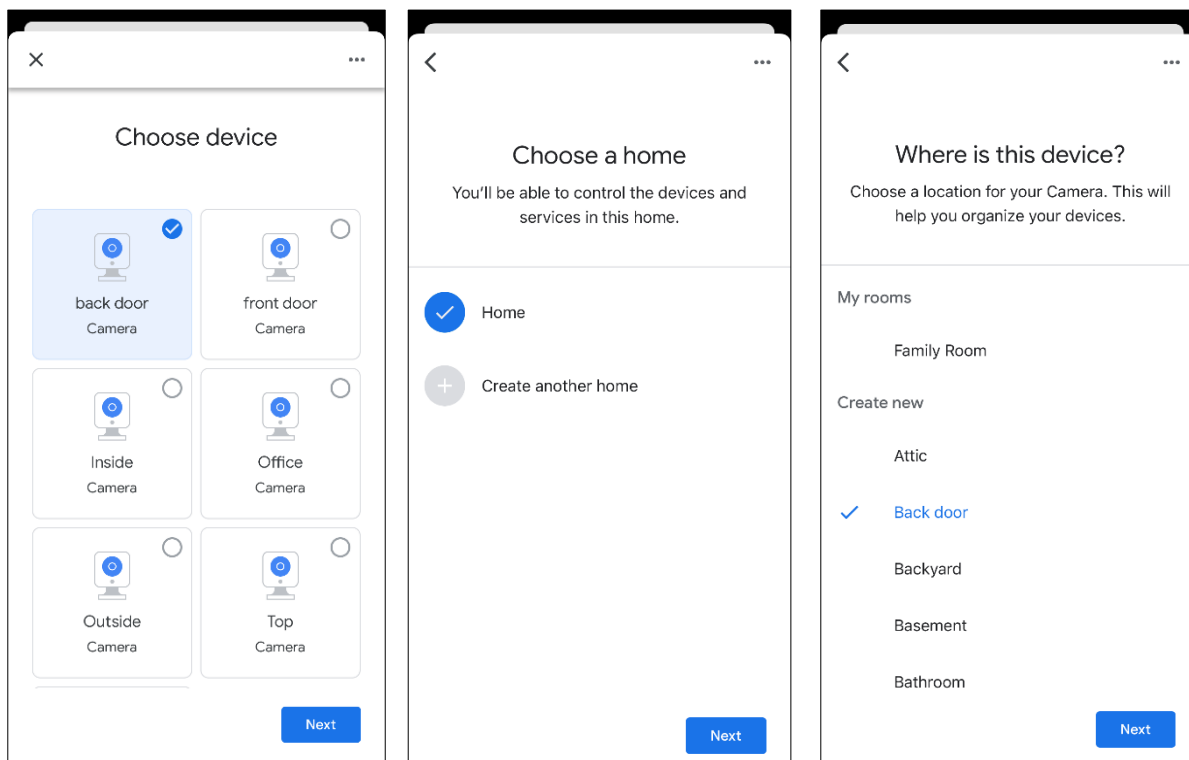 Choose device
back door
Camera
front door
Camera
Inside
Camera
Office
Camera
Outside
Camera
Top
Camera
Next
Choose a home
You’ll be able to control the devices and
services in this home.
Home
Create another home
Next
Where is this device?
Choose a location for your Camera. This will
help you organize your devices.
My rooms
Family Room
Create new
Attic
Back door
Backyard
Basement
Bathroom
Next